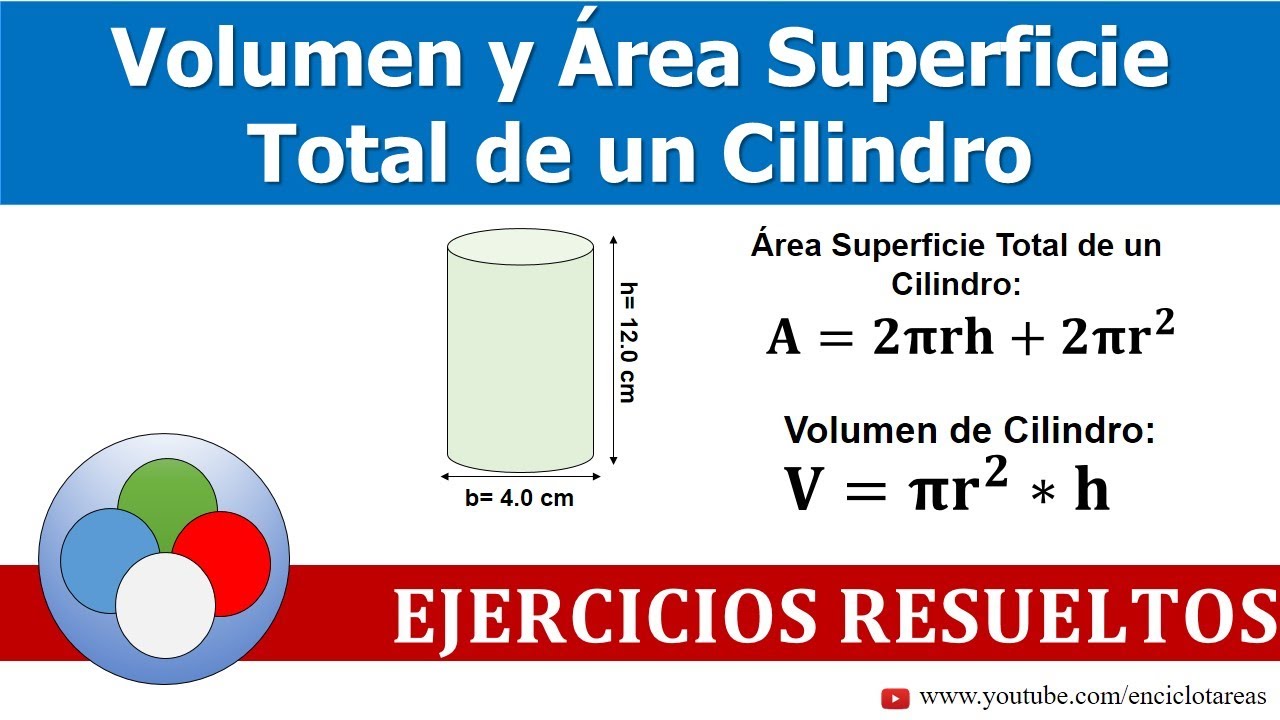 Volumen y Área Superficie
Total de un Cilindro
h= 12.0 cm
b= 4.0 cm
Área Superficie Total de un
Cilindro:
A = 2πrh + 2πr²
Volumen de Cilindro:
V = πr² * h
EJERCICIOS RESUELTOS
www.youtube.com/enciclotareas